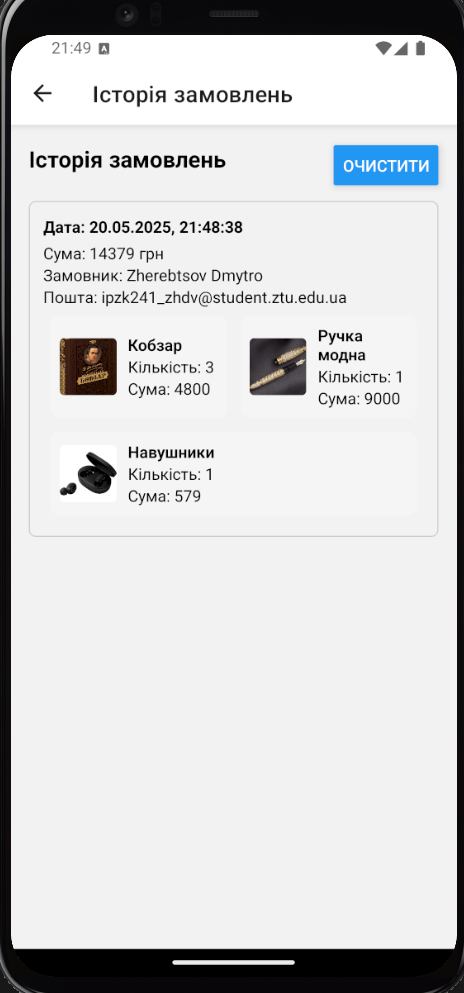 21:49
Історія замовлень
Історія замовлень
ОЧИСТИТИ
Дата: 20.05.2025, 21:48:38
Сума: 14379 грн
Замовник: Zherebtsov Dmytro
Пошта: ipzk241_zhdv@student.ztu.edu.ua
Кобзар
Кількість: 3
Сума: 4800
Ручка
модна
Кількість: 1
Сума: 9000
Навушники
Кількість: 1
Сума: 579